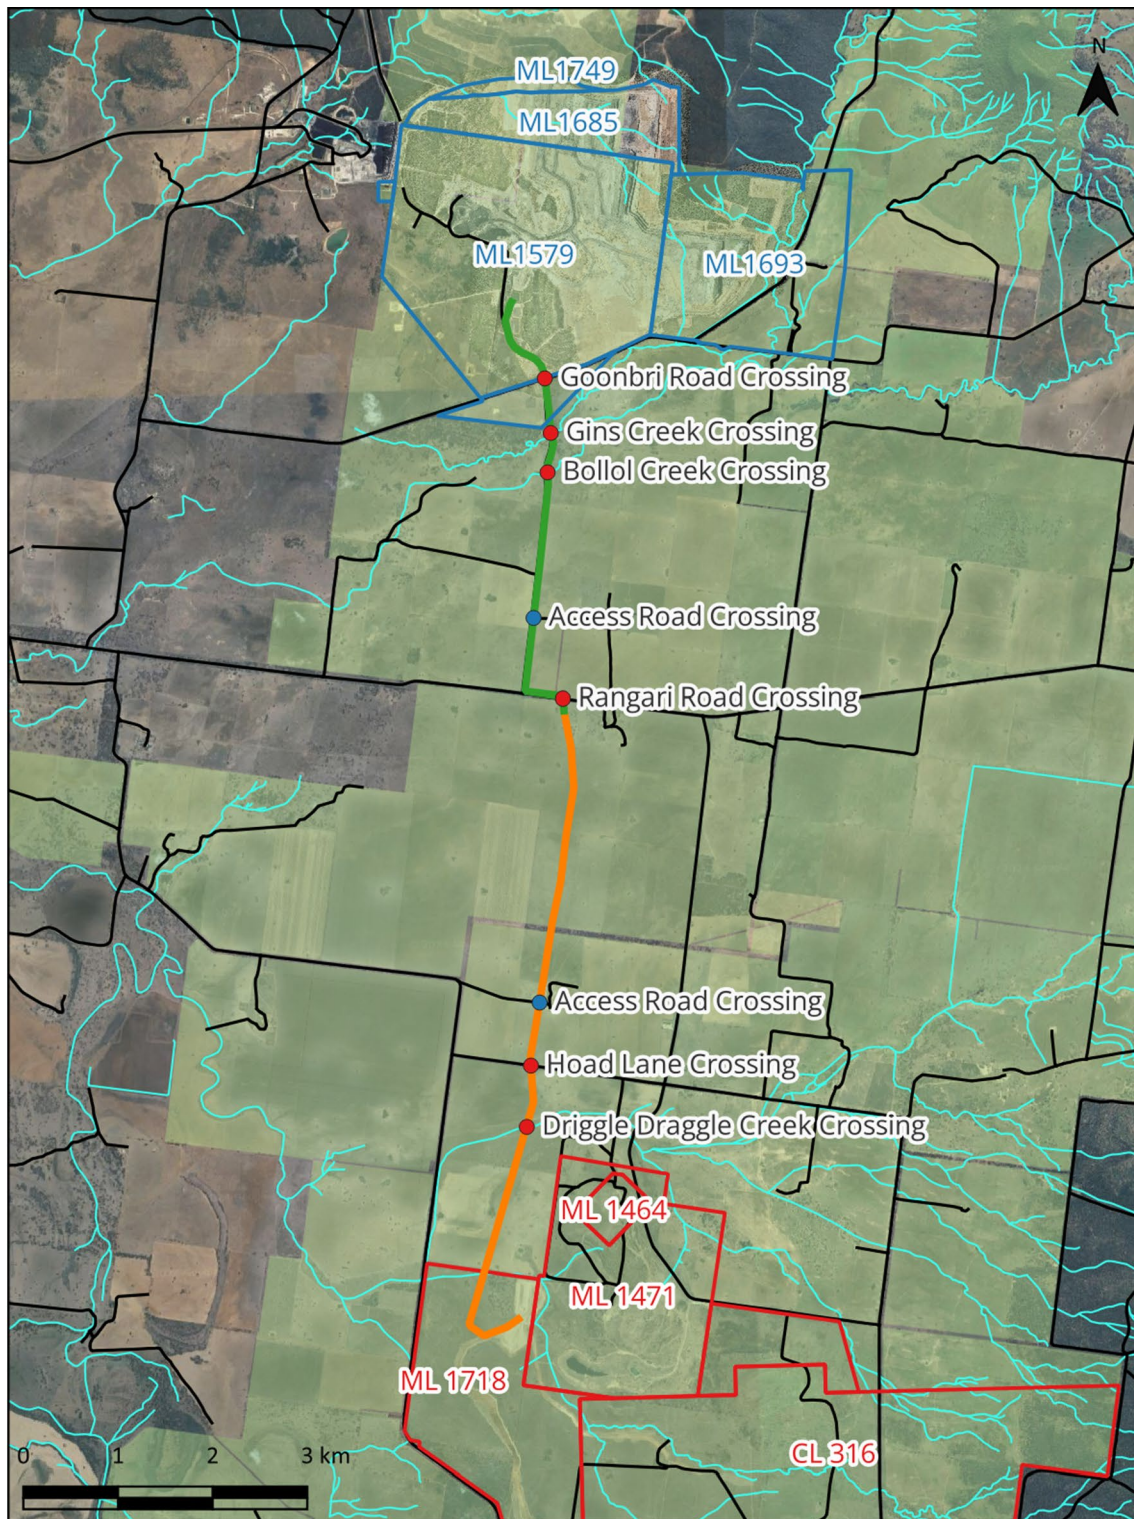 N
ML1749
ML1685
ML1579
ML1693
Goonbri Road Crossing
Gins Creek Crossing
Bollol Creek Crossing
Access Road Crossing
Rangari Road Crossing
Access Road Crossing
Hoad Lane Crossing
Driggle Draggle Creek Crossing
ML 1464
ML 1471
ML 1718
CL 316
0 1 2 3 km